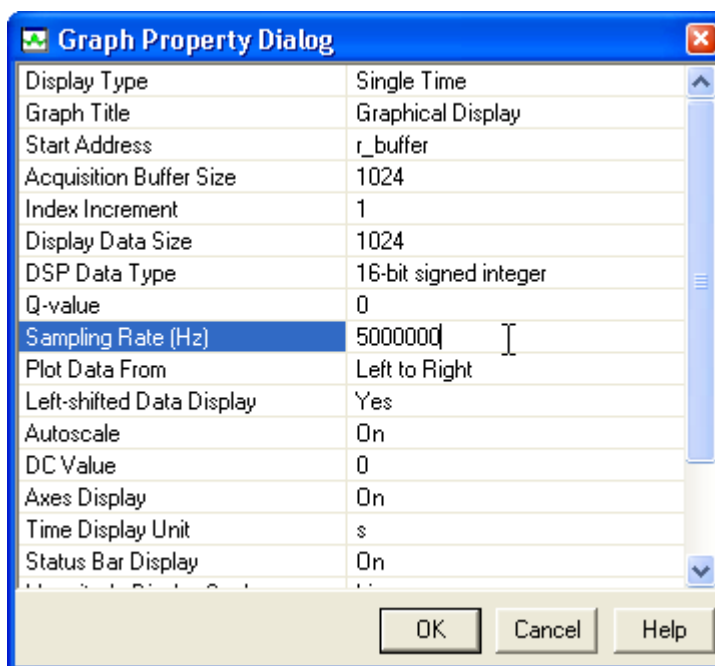 Graph Property Dialog
Display Type Single Time
Graph Title Graphical Display
Start Address r_buffer
Acquisition Buffer Size 1024
Index Increment 1
Display Data Size 1024
DSP Data Type 16-bit signed integer
Q-value 0
Sampling Rate (Hz) 5000000
Plot Data From Left to Right
Left-shifted Data Display Yes
Autoscale On
DC Value 0
Axes Display On
Time Display Unit s
Status Bar Display On
OK Cancel Help